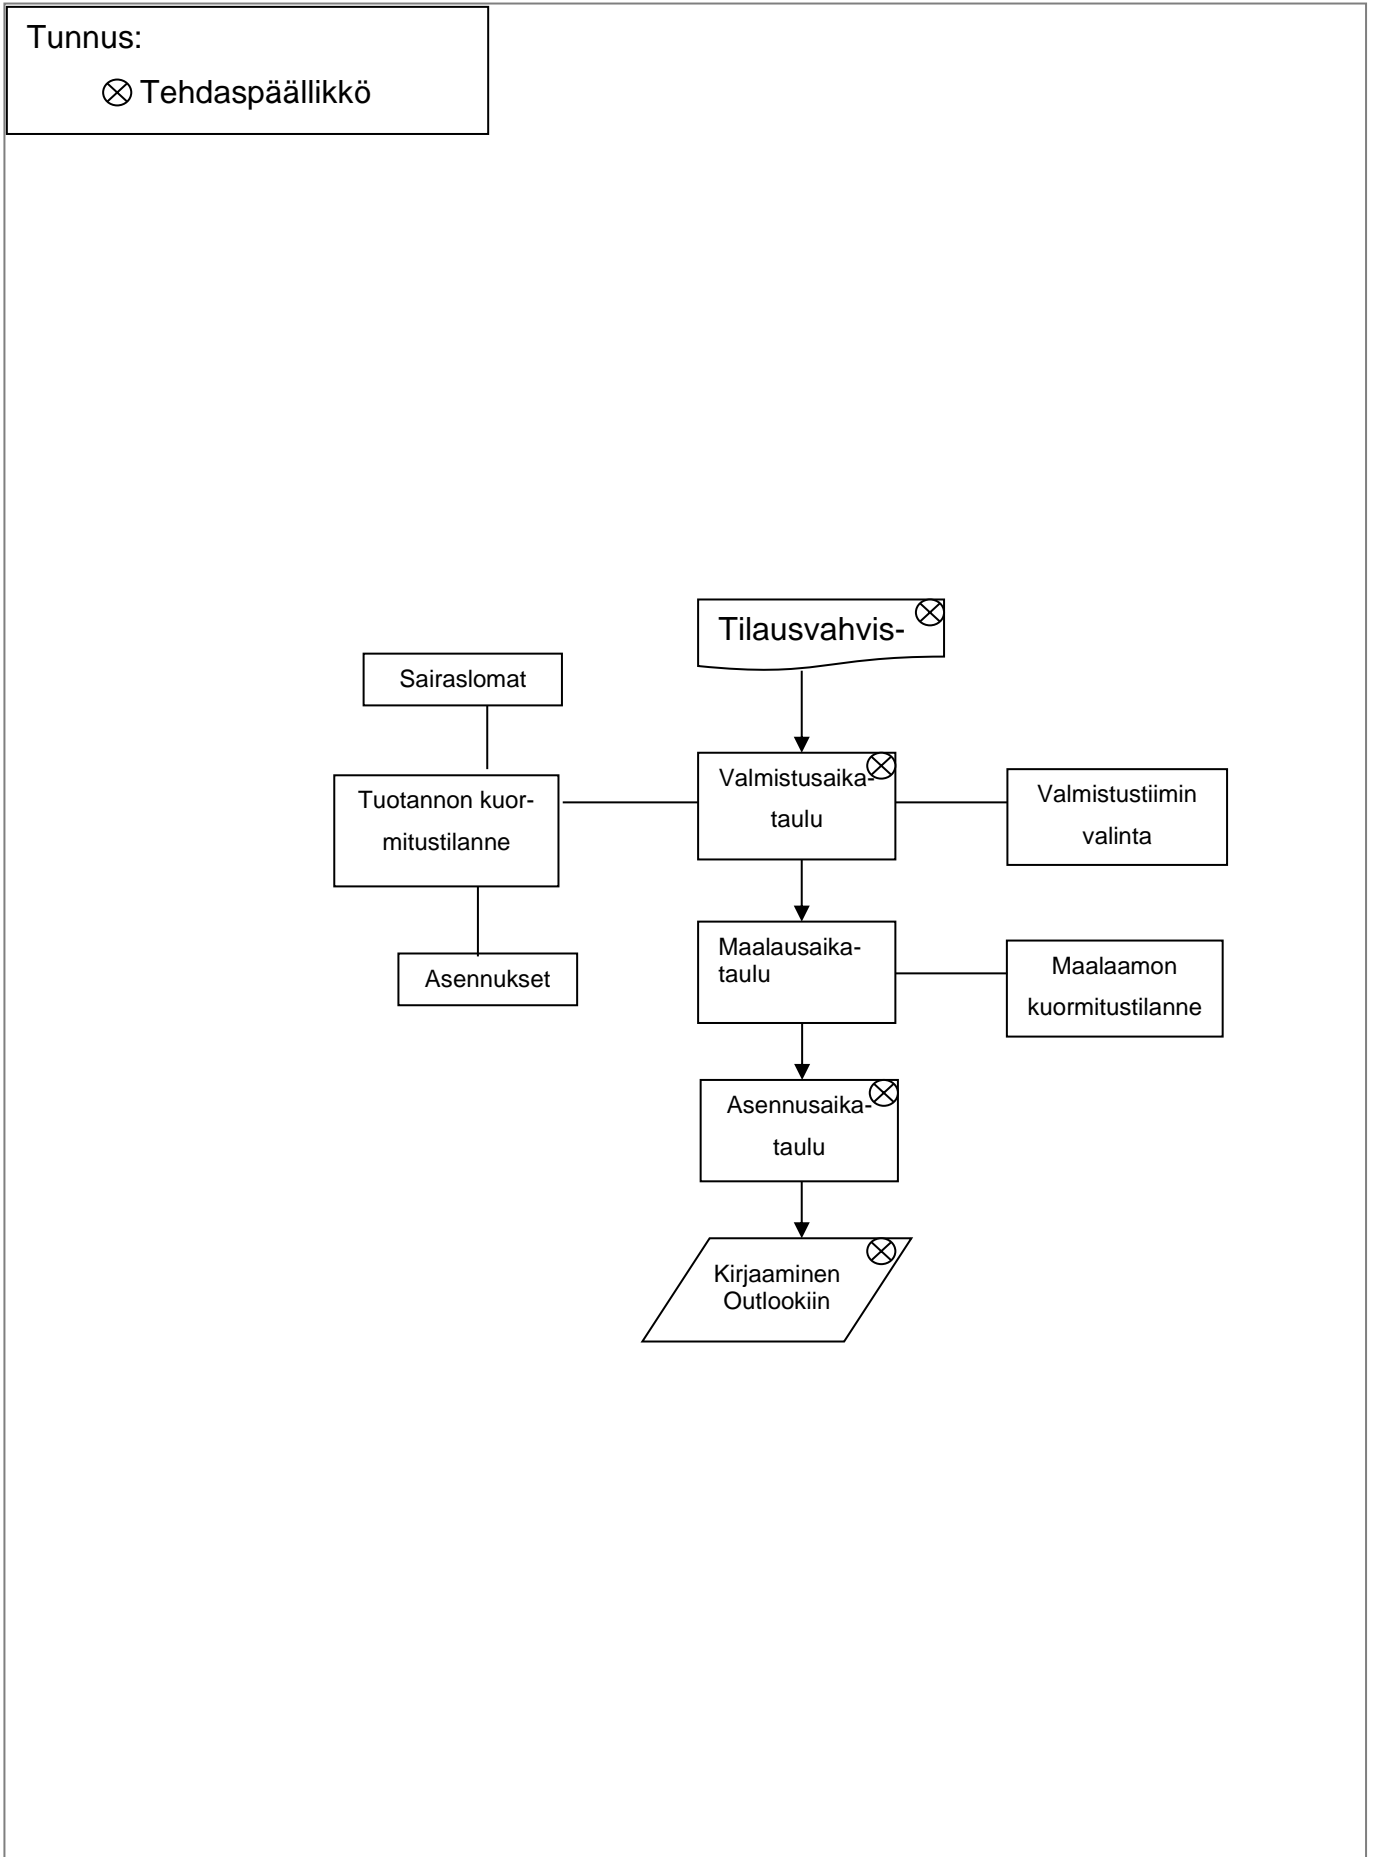 Tunnus:
Tehdaspäällikkö
Tilausvahvis-
Sairaslomat
Valmistusaika-
taulu
Tuotannon kuor-
mitustilanne
Valmistustiimin
valinta
Maalausaika-
taulu
Asennukset
Maalaamon
kuormitustilanne
Asennusaika-
taulu
Kirjaaminen
Outlookiin